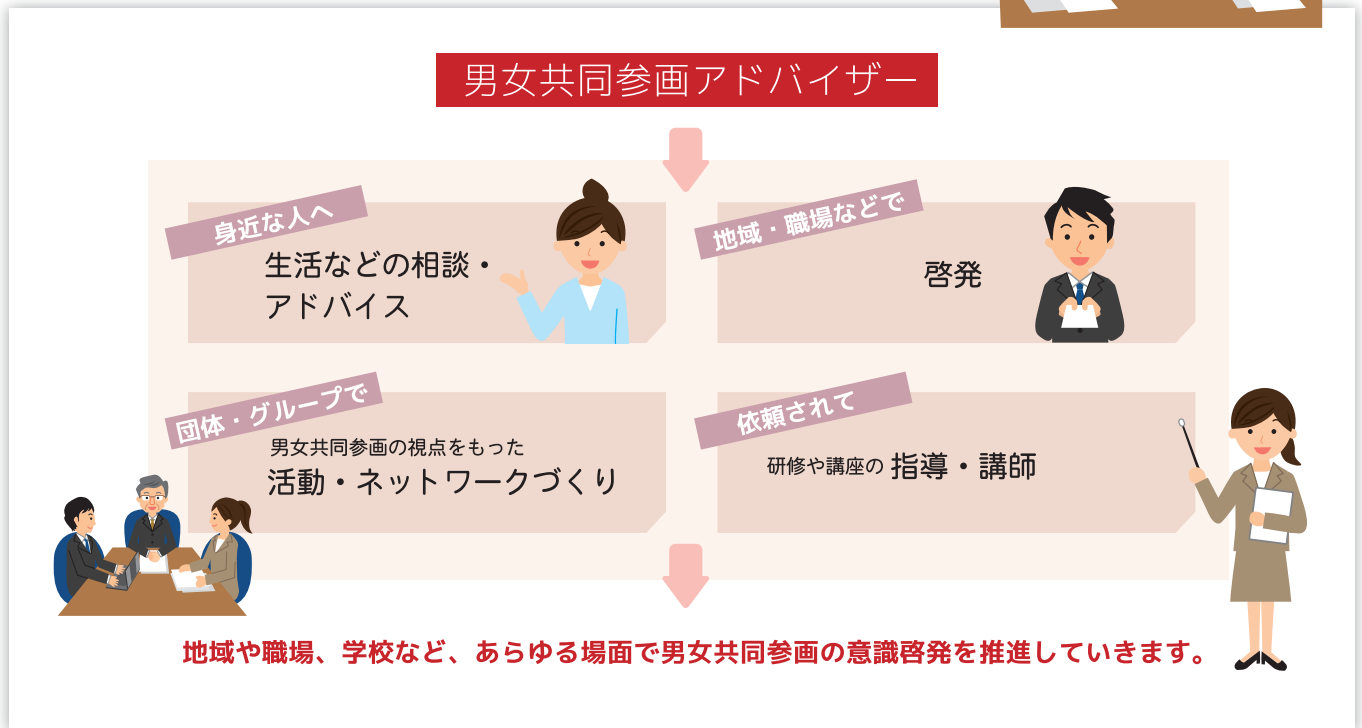 男女共同参画アドバイザー
身近な人へ
生活などの相談・
アドバイス
地域・職場などで
啓発
団体・グループで
男女共同参画の視点をもった
活動・ネットワークづくり
依頼されて
研修や講座の 指導・講師
地域や職場、学校など、あらゆる場面で男女共同参画の意識啓発を推進していきます。